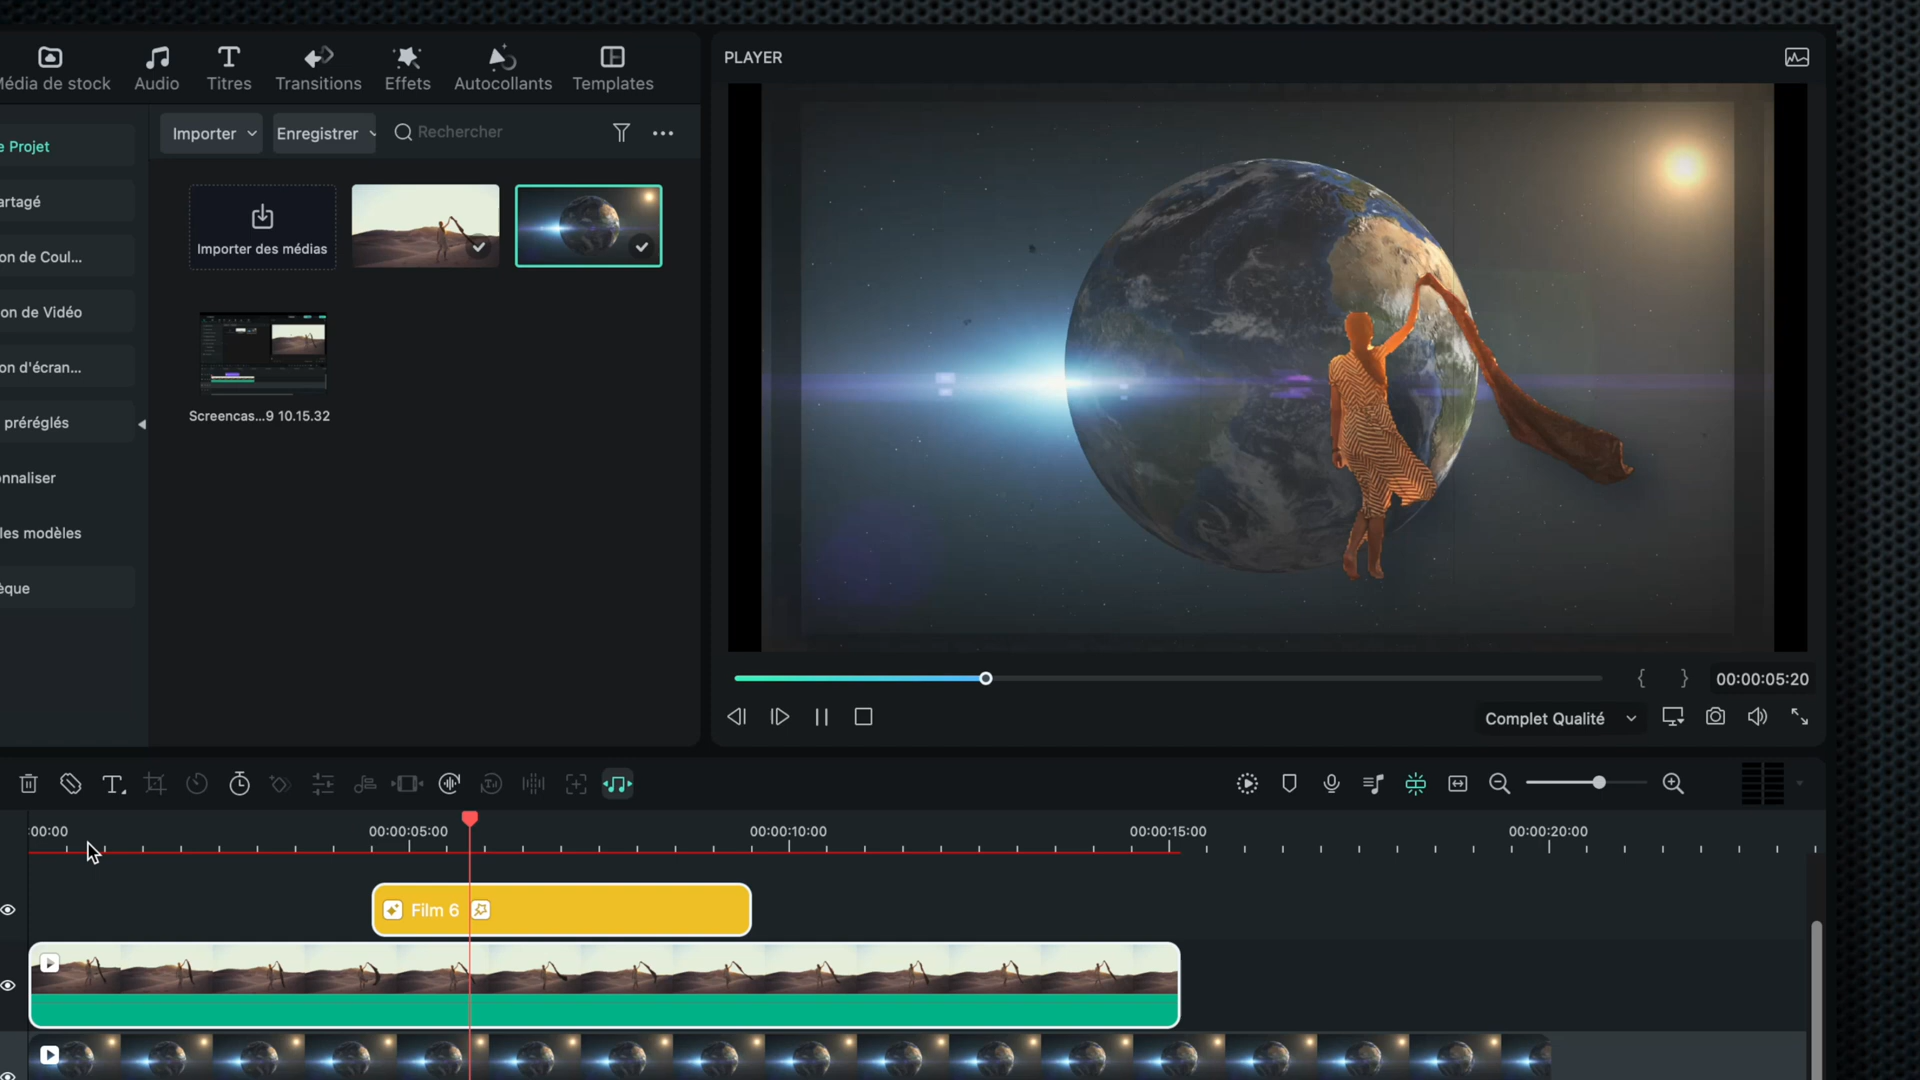 Média de stock
Audio
Titres
Transitions
Effets
Autocollants
Templates
PLAYER
e Projet
artagé
on de Coul...
on de Vidéo
on d'écran...
préréglés
onnaliser
les modèles
èque
Importer
Enregistrer
Rechercher
Importer des médias
Screencas...9 10.15.32
00:00:05:20
Complet Qualité
:00:00
00:00:05:00
00:00:10:00
00:00:15:00
00:00:20:00
Film 6